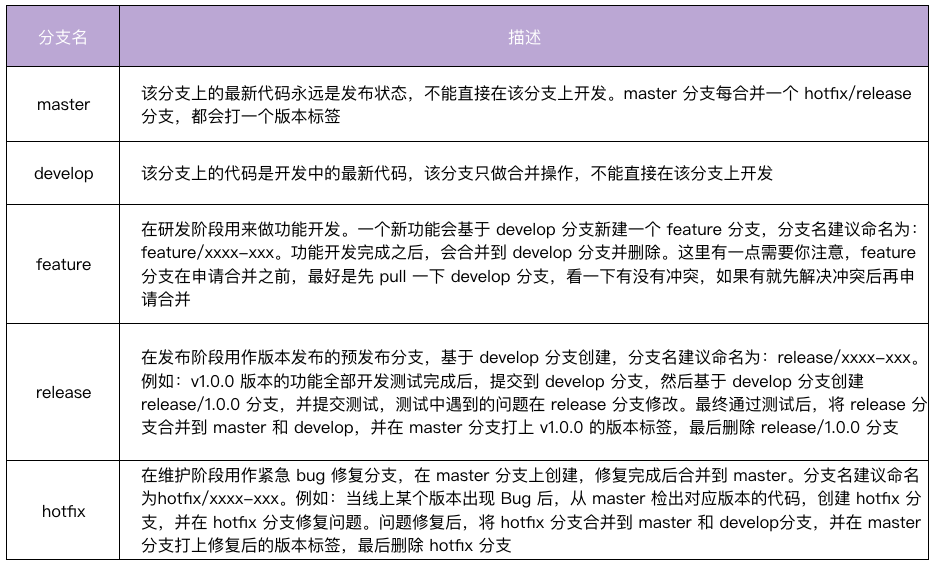 分支名
描述
master
该分支上的最新代码永远是发布状态，不能直接在该分支上开发。master 分支每合并一个 hotfix/release
分支，都会打一个版本标签
develop
该分支上的代码是开发中的最新代码，该分支只做合并操作，不能直接在该分支上开发
feature
在研发阶段用来做功能开发。一个新功能会基于 develop 分支新建一个 feature 分支，分支名建议命名为：
feature/xxxx-xxx。功能开发完成之后，会合并到 develop 分支并删除。这里有一点需要你注意，feature
分支在申请合并之前，最好是先 pull 一下 develop 分支，看一下有没有冲突，如果有就先解决冲突后再申
请合并
release
在发布阶段用作版本发布的预发布分支，基于 develop 分支创建，分支名建议命名为：release/xxxx-xxx。
例如：v1.0.0 版本的功能全部开发测试完成后，提交到 develop 分支，然后基于 develop 分支创建
release/1.0.0 分支，并提交测试，测试中遇到的问题在 release 分支修改。最终通过测试后，将 release 分
支合并到 master 和 develop，并在 master 分支打上 v1.0.0 的版本标签，最后删除 release/1.0.0 分支
hotfix
在维护阶段用作紧急 bug 修复分支，在 master 分支上创建，修复完成后合并到 master。分支名建议命名
为hotfix/xxxx-xxx。例如：当线上某个版本出现 Bug 后，从 master 检出对应版本的代码，创建 hotfix 分
支，并在 hotfix 分支修复问题。问题修复后，将 hotfix 分支合并到 master 和 develop分支，并在 master
分支打上修复后的版本标签，最后删除 hotfix 分支